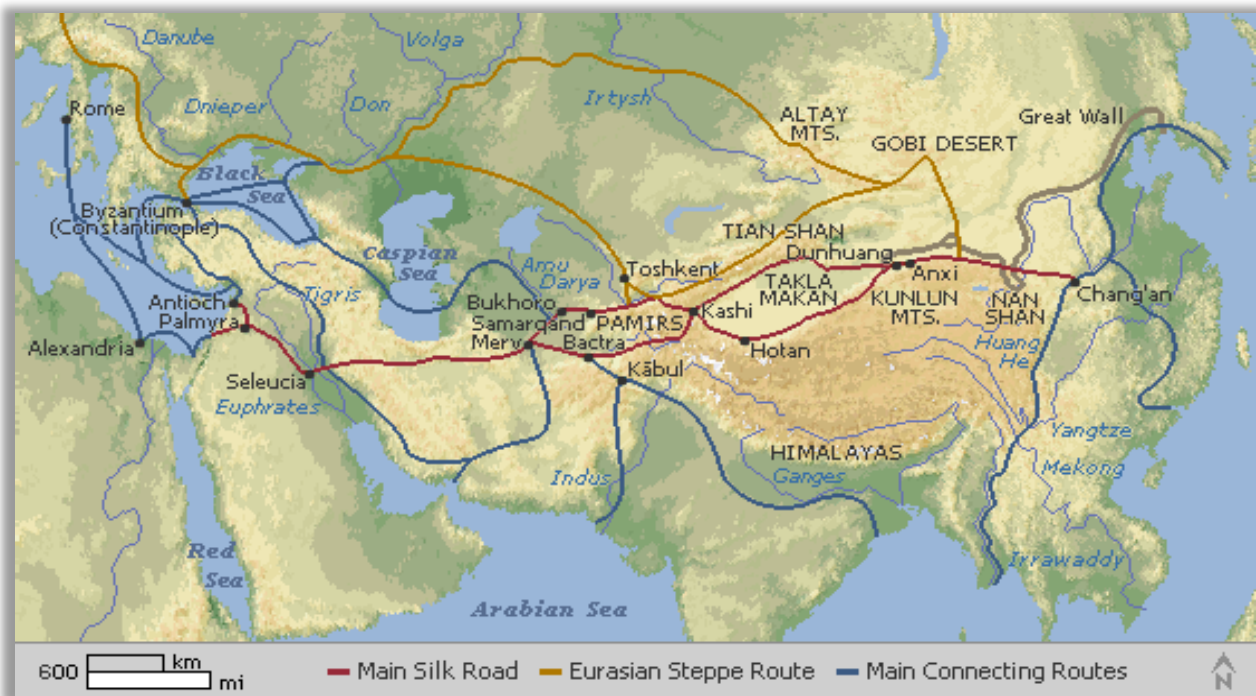 Danube
Volga
Rome
Dnieper
Don
Irtysh
ALTAY
MTS.
Great Wall
GOBI DESERT
Black
Sea
Byzantium
(Constantinople)
Caspian
Sea
TIAN SHAN
Dunhuang
Amu
Darya
Toshkent
Anxi
Tigris
TAKLA
MAKAN
KUNLUN
MTS.
NAN
SHAN
Chang'an
Antioch
Palmyra
Bukhoro
Samarqand
PAMIRS
Kashi
Merv
Bactra
Hotan
Huang
He
Alexandria
Seleucia
Kābul
Euphrates
Yangtze
HIMALAYAS
Indus
Ganges
Mekong
Red
Sea
Irrawaddy
Arabian Sea
600 km
mi
Main Silk Road
Eurasian Steppe Route
Main Connecting Routes
N